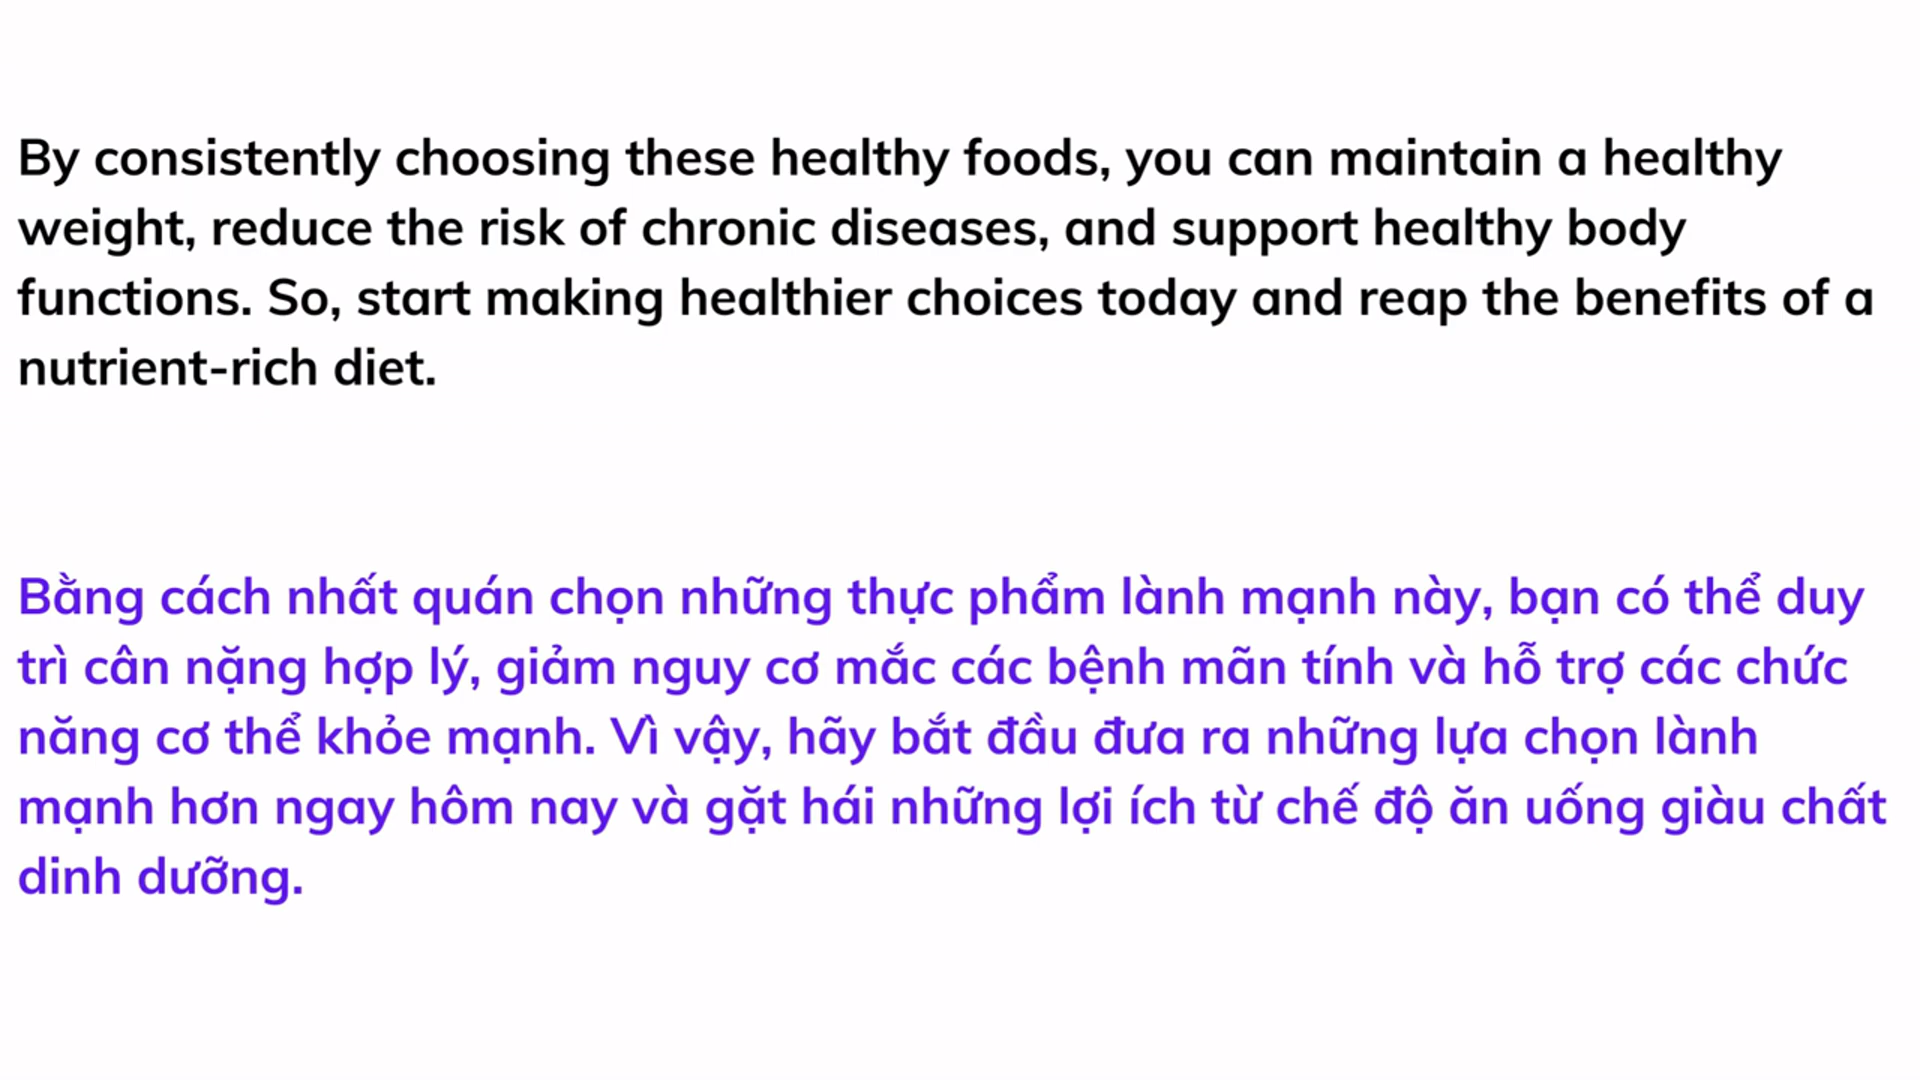 By consistently choosing these healthy foods, you can maintain a healthy
weight, reduce the risk of chronic diseases, and support healthy body
functions. So, start making healthier choices today and reap the benefits of a
nutrient-rich diet.
Bằng cách nhất quán chọn những thực phẩm lành mạnh này, bạn có thể duy
trì cân nặng hợp lý, giảm nguy cơ mắc các bệnh mãn tính và hỗ trợ các chức
năng cơ thể khỏe mạnh. Vì vậy, hãy bắt đầu đưa ra những lựa chọn lành
mạnh hơn ngay hôm nay và gặt hái những lợi ích từ chế độ ăn uống giàu chất
dinh dưỡng.